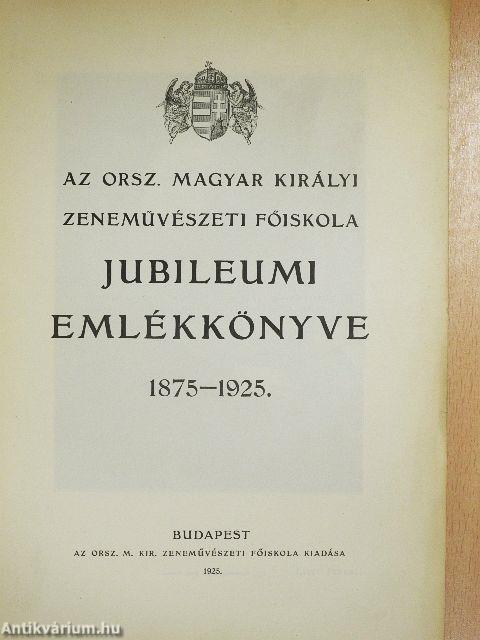 AZ ORSZ. MAGYAR KIRÁLYI
ZENEMŰVÉSZETI FŐISKOLA
JUBILEUMI
EMLÉKKÖNYVE
1875—1925.
BUDAPEST
AZ ORSZ. M. KIR. ZENEMŰVÉSZETI FŐISKOLA KIADÁSA
1925.
Antikvárium.hu